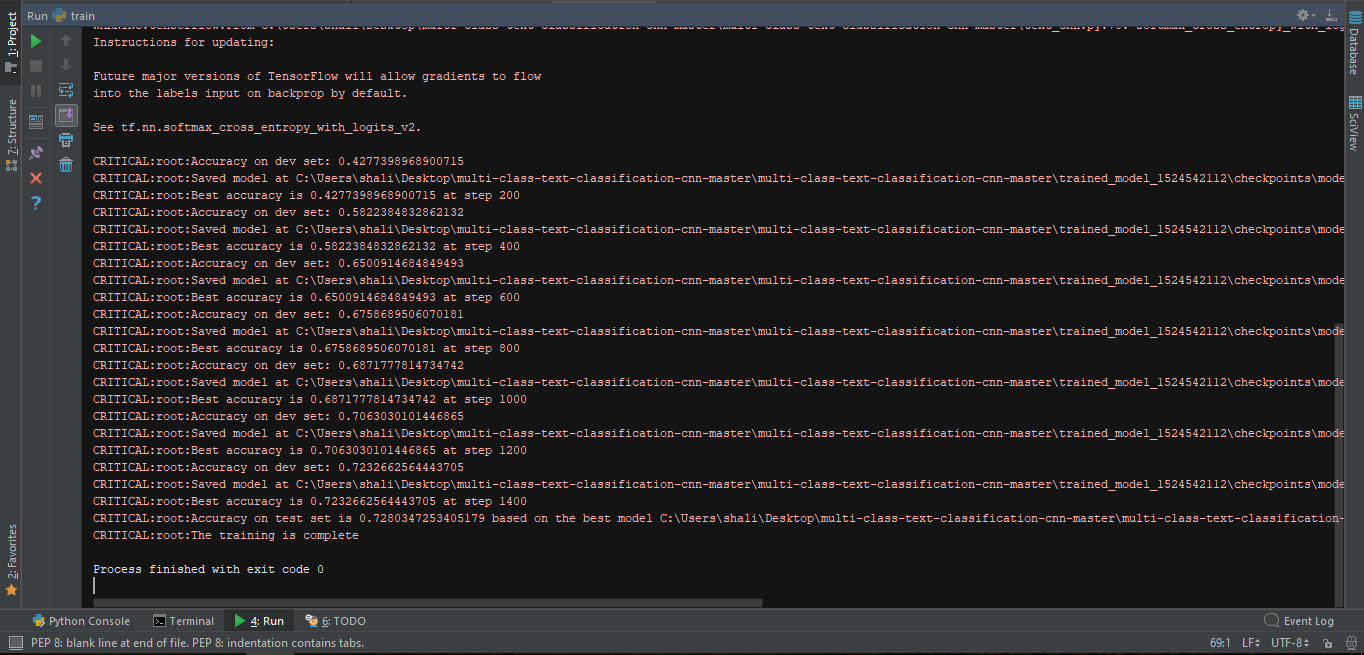 Run train
Instructions for updating:
Future major versions of TensorFlow will allow gradients to flow
into the labels input on backprop by default.
See tf.nn.softmax_cross_entropy_with_logits_v2.
CRITICAL:root:Accuracy on dev set: 0.4277398968900715
CRITICAL:root:Saved model at C:\Users\shali\Desktop\multi-class-text-classification-cnn-master\multi-class-text-classification-cnn-master\trained_model_1524542112\checkpoints\mode
CRITICAL:root:Best accuracy is 0.4277398968900715 at step 200
CRITICAL:root:Accuracy on dev set: 0.5822384832862132
CRITICAL:root:Saved model at C:\Users\shali\Desktop\multi-class-text-classification-cnn-master\multi-class-text-classification-cnn-master\trained_model_1524542112\checkpoints\mode
CRITICAL:root:Best accuracy is 0.5822384832862132 at step 400
CRITICAL:root:Accuracy on dev set: 0.6500914684849493
CRITICAL:root:Saved model at C:\Users\shali\Desktop\multi-class-text-classification-cnn-master\multi-class-text-classification-cnn-master\trained_model_1524542112\checkpoints\mode
CRITICAL:root:Best accuracy is 0.6500914684849493 at step 600
CRITICAL:root:Accuracy on dev set: 0.6758689506070181
CRITICAL:root:Saved model at C:\Users\shali\Desktop\multi-class-text-classification-cnn-master\multi-class-text-classification-cnn-master\trained_model_1524542112\checkpoints\mode
CRITICAL:root:Best accuracy is 0.6758689506070181 at step 800
CRITICAL:root:Accuracy on dev set: 0.6871777814734742
CRITICAL:root:Saved model at C:\Users\shali\Desktop\multi-class-text-classification-cnn-master\multi-class-text-classification-cnn-master\trained_model_1524542112\checkpoints\mode
CRITICAL:root:Best accuracy is 0.6871777814734742 at step 1000
CRITICAL:root:Accuracy on dev set: 0.7063030101446865
CRITICAL:root:Saved model at C:\Users\shali\Desktop\multi-class-text-classification-cnn-master\multi-class-text-classification-cnn-master\trained_model_1524542112\checkpoints\mode
CRITICAL:root:Best accuracy is 0.7063030101446865 at step 1200
CRITICAL:root:Accuracy on dev set: 0.7232662564443705
CRITICAL:root:Saved model at C:\Users\shali\Desktop\multi-class-text-classification-cnn-master\multi-class-text-classification-cnn-master\trained_model_1524542112\checkpoints\mode
CRITICAL:root:Best accuracy is 0.7232662564443705 at step 1400
CRITICAL:root:Accuracy on test set is 0.7280347253405179 based on the best model C:\Users\shali\Desktop\multi-class-text-classification-cnn-master\multi-class-text-classification-
CRITICAL:root:The training is complete
Process finished with exit code 0
1: Project
7: Structure
2: Favorites
Database
SciView
Python Console Terminal 4: Run 6: TODO Event Log
PEP 8: blank line at end of file. PEP 8: indentation contains tabs. 69:1 LF UTF-8